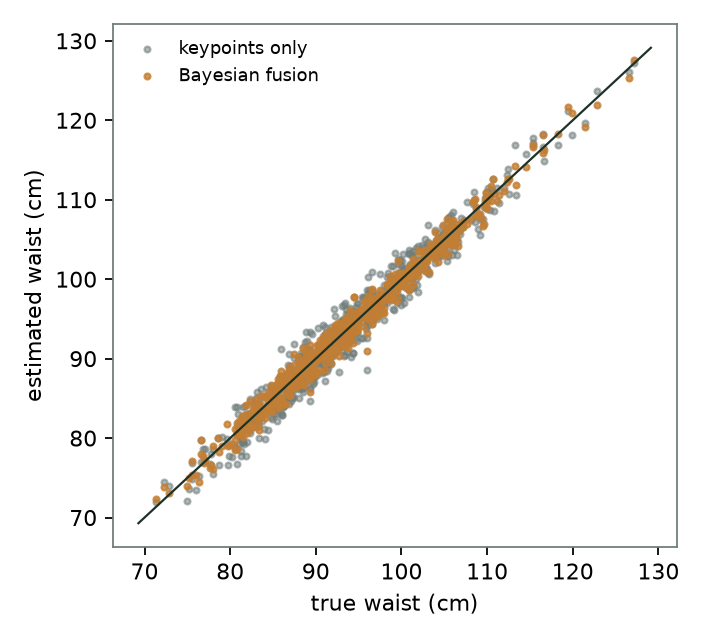 keypoints only
Bayesian fusion
130
120
110
100
90
80
70
estimated waist (cm)
70 80 90 100 110 120 130
true waist (cm)